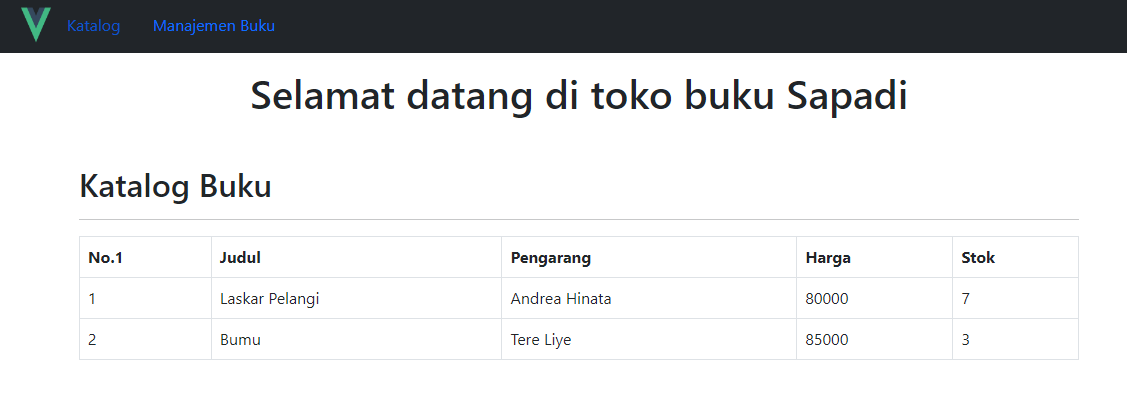 Katalog Manajemen Buku
Selamat datang di toko buku Sapadi
Katalog Buku
No.1 Judul Pengarang Harga Stok
1 Laskar Pelangi Andrea Hinata 80000 7
2 Bumu Tere Liye 85000 3